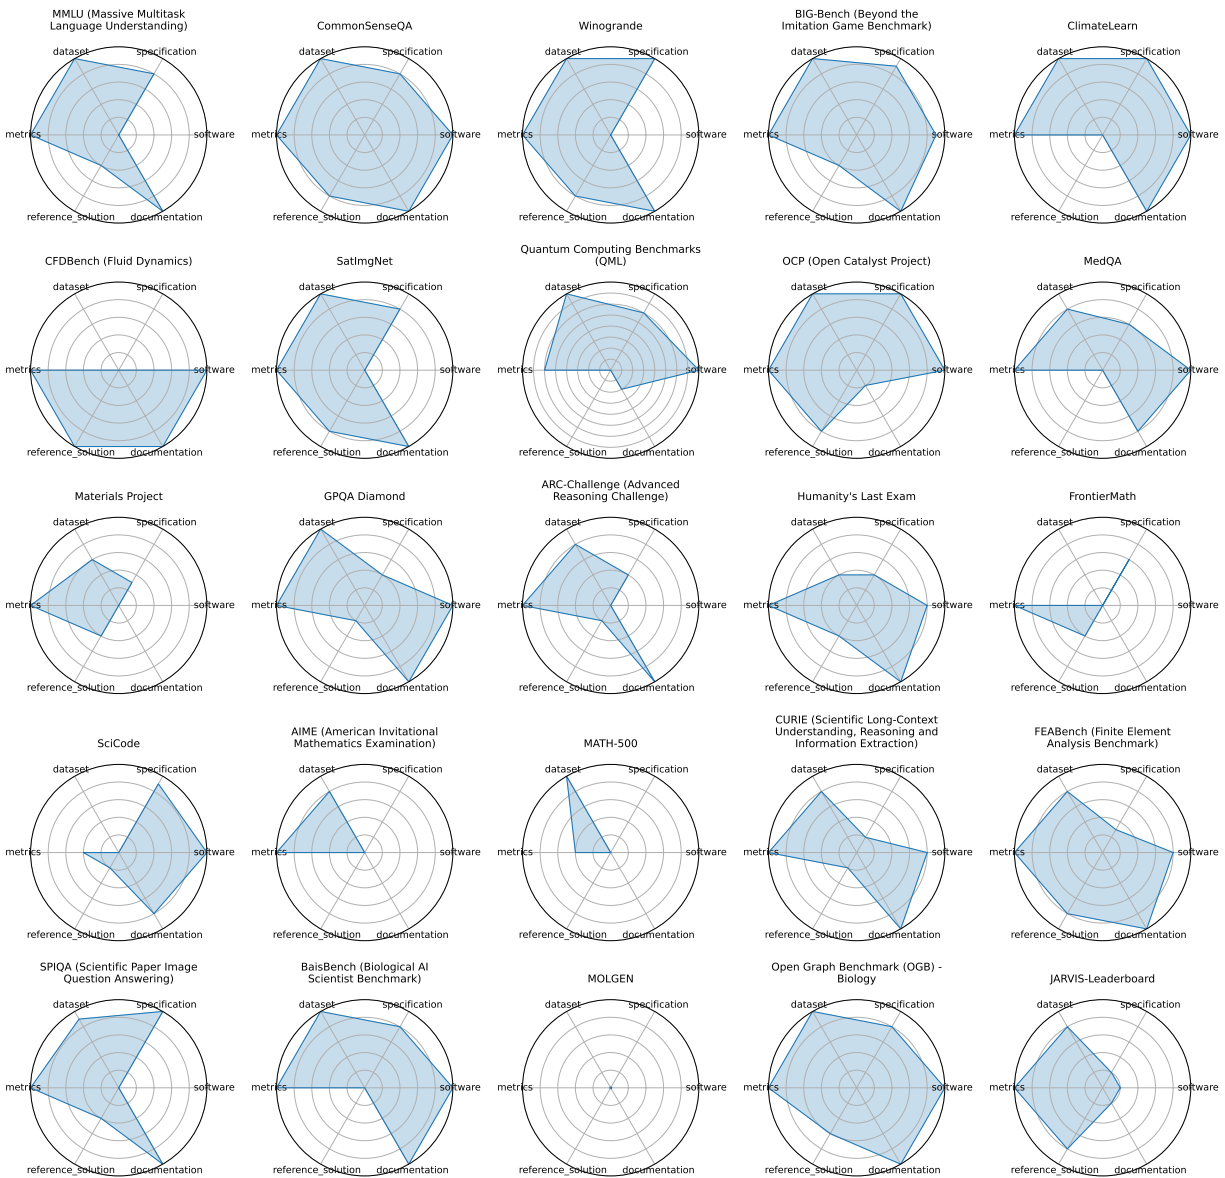 MMLU (Massive Multitask
Language Understanding)
dataset
specification
metrics
software
reference_solution
documentation
CommonSenseQA
dataset
specification
metrics
software
reference_solution
documentation
Winogrande
dataset
specification
metrics
software
reference_solution
documentation
BIG-Bench (Beyond the
Imitation Game Benchmark)
dataset
specification
metrics
software
reference_solution
documentation
ClimateLearn
dataset
specification
metrics
software
reference_solution
documentation
CFDBench (Fluid Dynamics)
dataset
specification
metrics
software
reference_solution
documentation
SatImgNet
dataset
specification
metrics
software
reference_solution
documentation
Quantum Computing Benchmarks
(QML)
dataset
specification
metrics
software
reference_solution
documentation
OCP (Open Catalyst Project)
dataset
specification
metrics
software
reference_solution
documentation
MedQA
dataset
specification
metrics
software
reference_solution
documentation
Materials Project
dataset
specification
metrics
software
reference_solution
documentation
GPQA Diamond
dataset
specification
metrics
software
reference_solution
documentation
ARC-Challenge (Advanced
Reasoning Challenge)
dataset
specification
metrics
software
reference_solution
documentation
Humanity's Last Exam
dataset
specification
metrics
software
reference_solution
documentation
FrontierMath
dataset
specification
metrics
software
reference_solution
documentation
SciCode
dataset
specification
metrics
software
reference_solution
documentation
AIME (American Invitational
Mathematics Examination)
dataset
specification
metrics
software
reference_solution
documentation
MATH-500
dataset
specification
metrics
software
reference_solution
documentation
CURIE (Scientific Long-Context
Understanding, Reasoning and
Information Extraction)
dataset
specification
metrics
software
reference_solution
documentation
FEABench (Finite Element
Analysis Benchmark)
dataset
specification
metrics
software
reference_solution
documentation
SPIQA (Scientific Paper Image
Question Answering)
dataset
specification
metrics
software
reference_solution
documentation
BaisBench (Biological AI
Scientist Benchmark)
dataset
specification
metrics
software
reference_solution
documentation
MOLGEN
dataset
specification
metrics
software
reference_solution
documentation
Open Graph Benchmark (OGB) -
Biology
dataset
specification
metrics
software
reference_solution
documentation
JARVIS-Leaderboard
dataset
specification
metrics
software
reference_solution
documentation